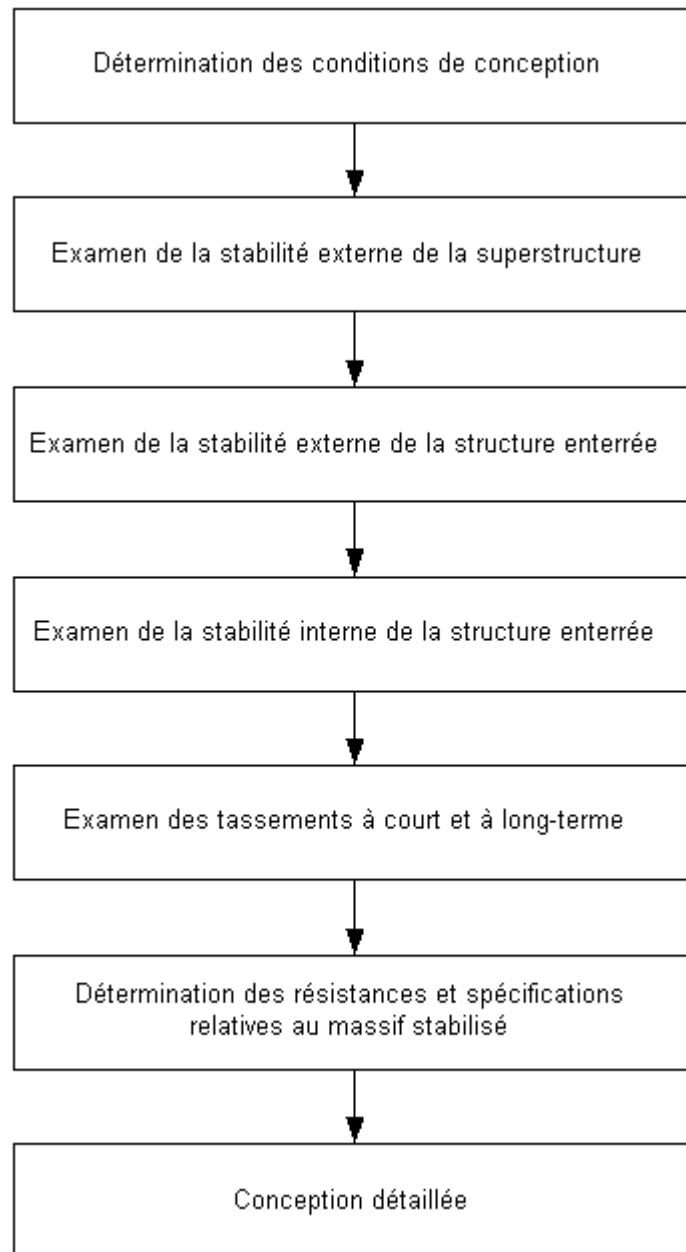 Détermination des conditions de conception
Examen de la stabilité externe de la superstructure
Examen de la stabilité externe de la structure enterrée
Examen de la stabilité interne de la structure enterrée
Examen des tassements à court et à long-terme
Détermination des résistances et spécifications
relatives au massif stabilisé
Conception détaillée